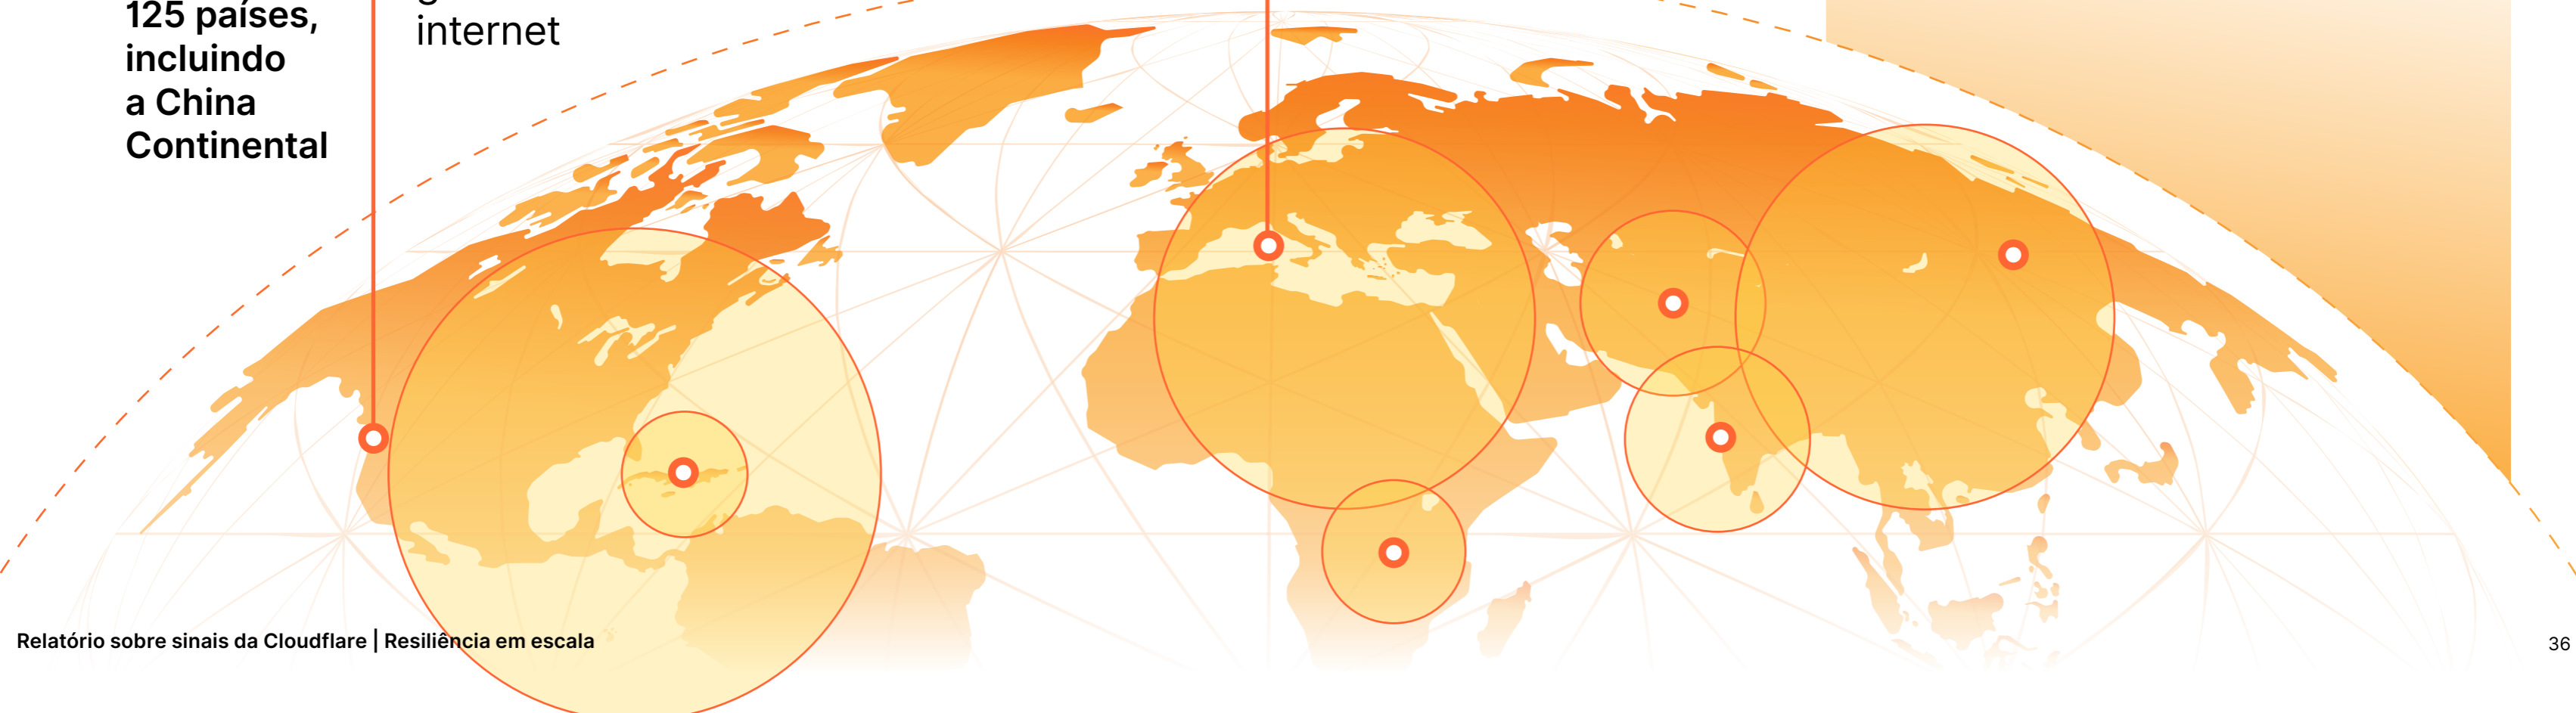 125 países,
incluindo
a China
Continental
internet
Relatório sobre sinais da Cloudflare | Resiliência em escala
36